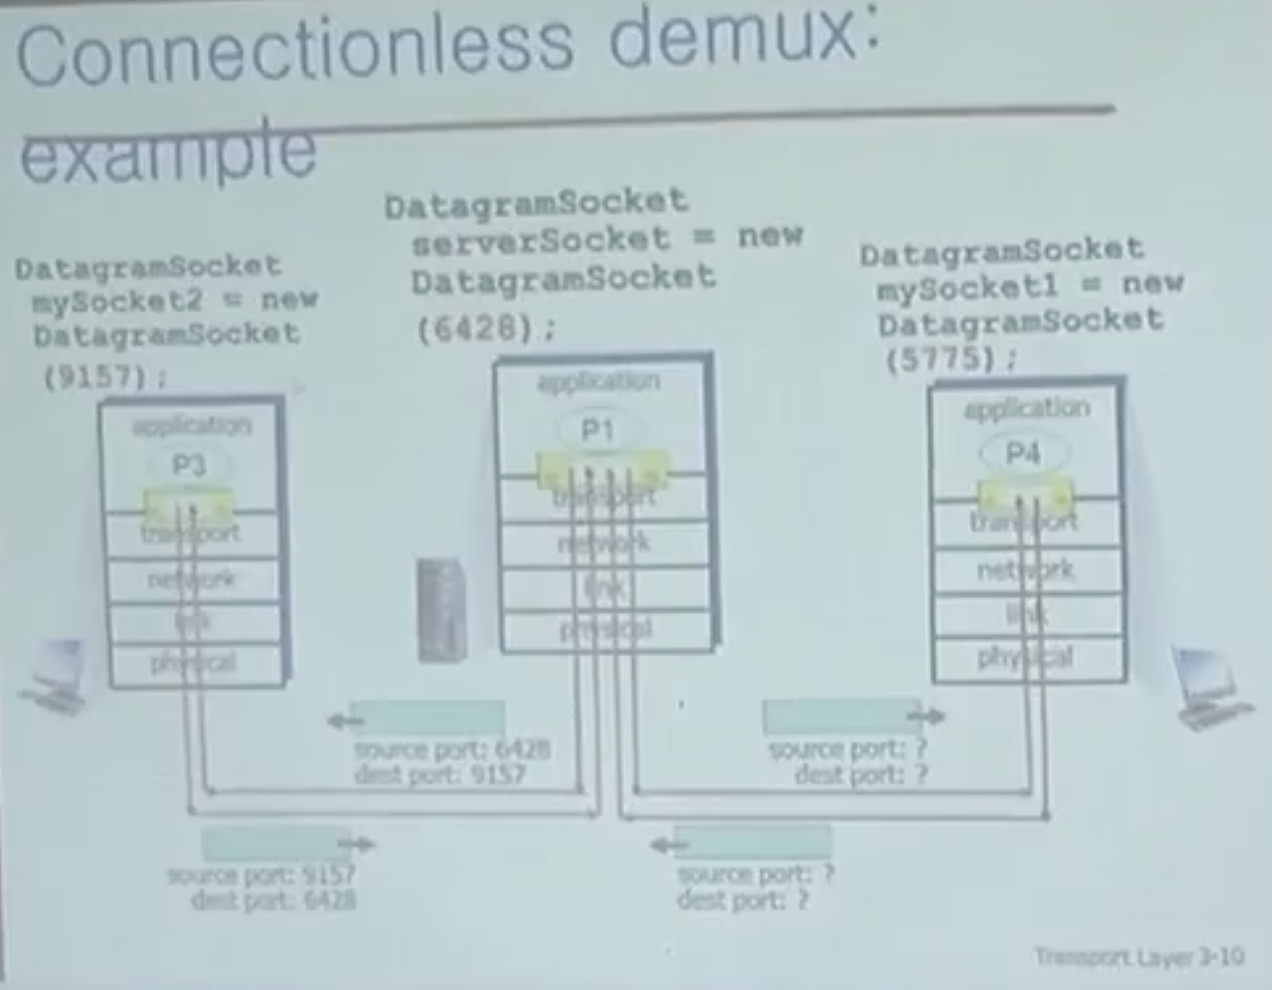 Connectionless demux:
example
DatagramSocket
serverSocket = new
DatagramSocket
(6428);
DatagramSocket
mySocket2 = new
DatagramSocket
(9157);
DatagramSocket
mySocket1 = new
DatagramSocket
(5775);
application
P3
transport
network
link
physical
application
P1
transport
network
link
physical
application
P4
transport
network
link
physical
source port: 6428
dest port: 9157
source port: ?
dest port: ?
source port: 9157
dest port: 6428
source port: ?
dest port: ?
Transport Layer 3-10